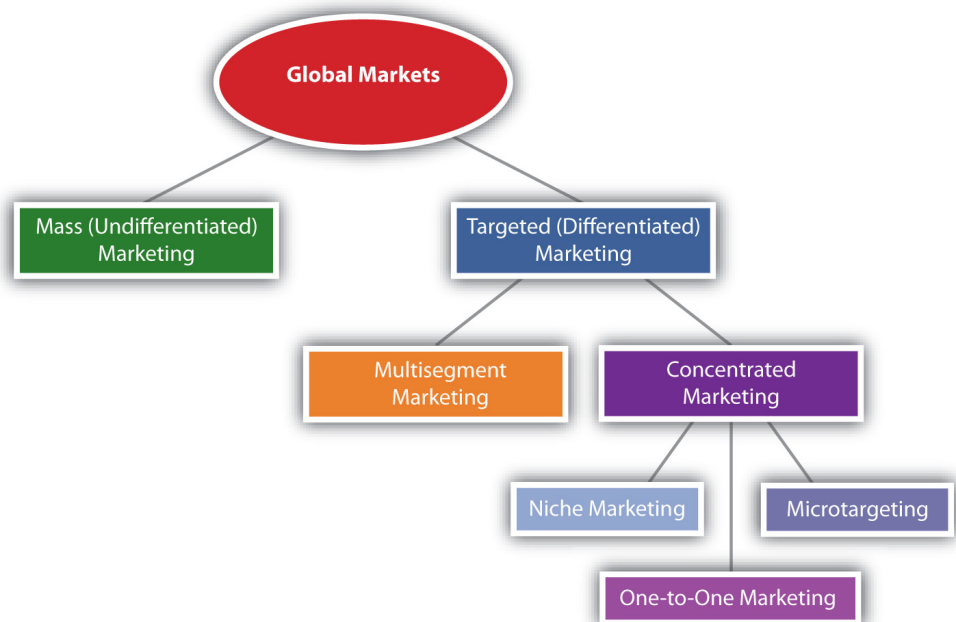 Global Markets
Mass (Undifferentiated)
Marketing
Targeted (Differentiated)
Marketing
Multisegment
Marketing
Concentrated
Marketing
Niche Marketing
Microtargeting
One-to-One Marketing